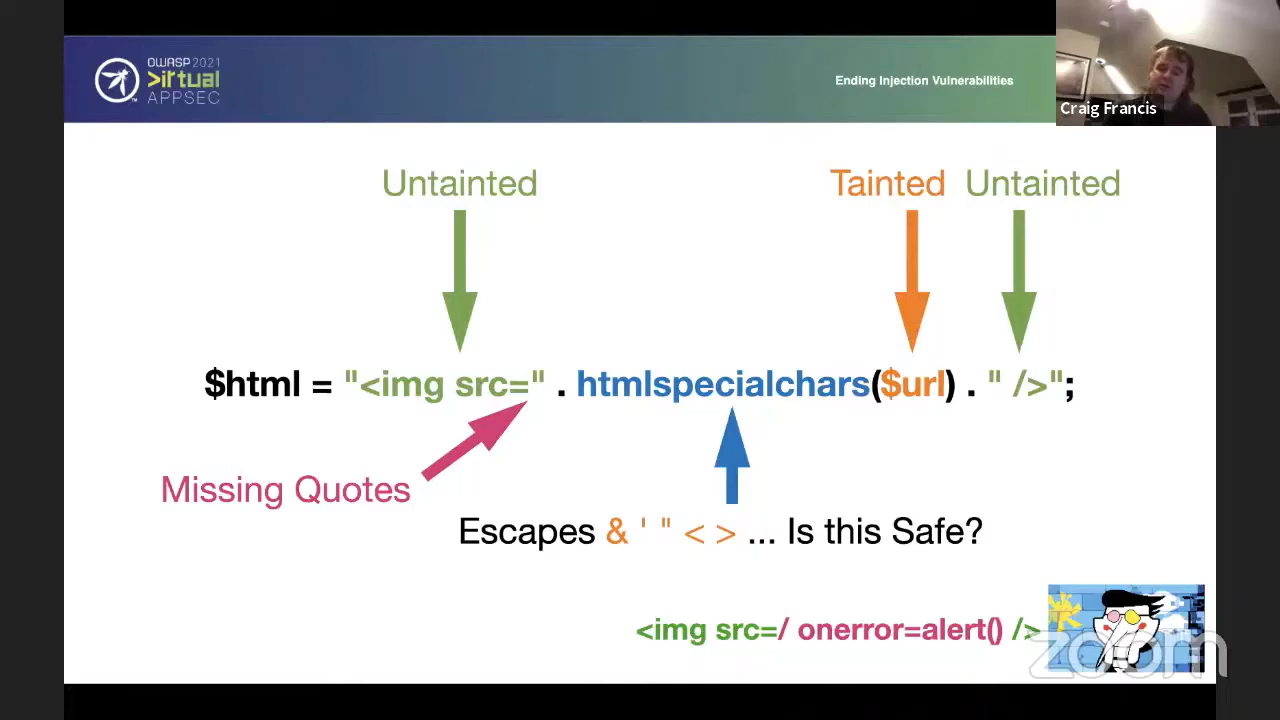 OWASP 2021
>irtual
APPSEC
Ending Injection Vulnerabilities
Craig Francis
Untainted
Tainted
Untainted
$html = "<img src=" . htmlspecialchars($url) . " />";
Missing Quotes
Escapes & ' " < > ... Is this Safe?
<img src=/ onerror=alert() />
zoom